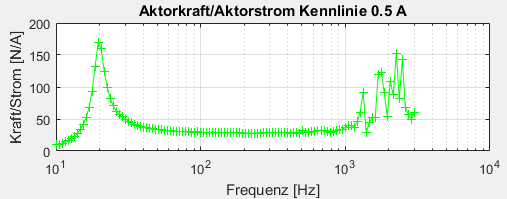 Aktorkraft/Aktorstrom Kennlinie 0.5 A
Kraft/Strom [N/A]
200
150
100
50
0
10^1 10^2 10^3 10^4
Frequenz [Hz]